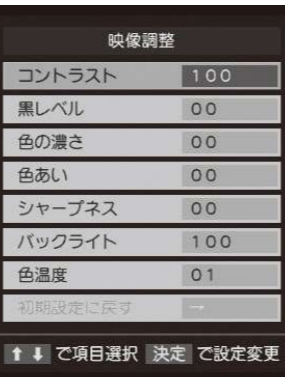 映像調整
コントラスト 100
黒レベル 00
色の濃さ 00
色あい 00
シャープネス 00
バックライト 100
色温度 01
初期設定に戻す →
↑ ↓ で項目選択 決定 で設定変更